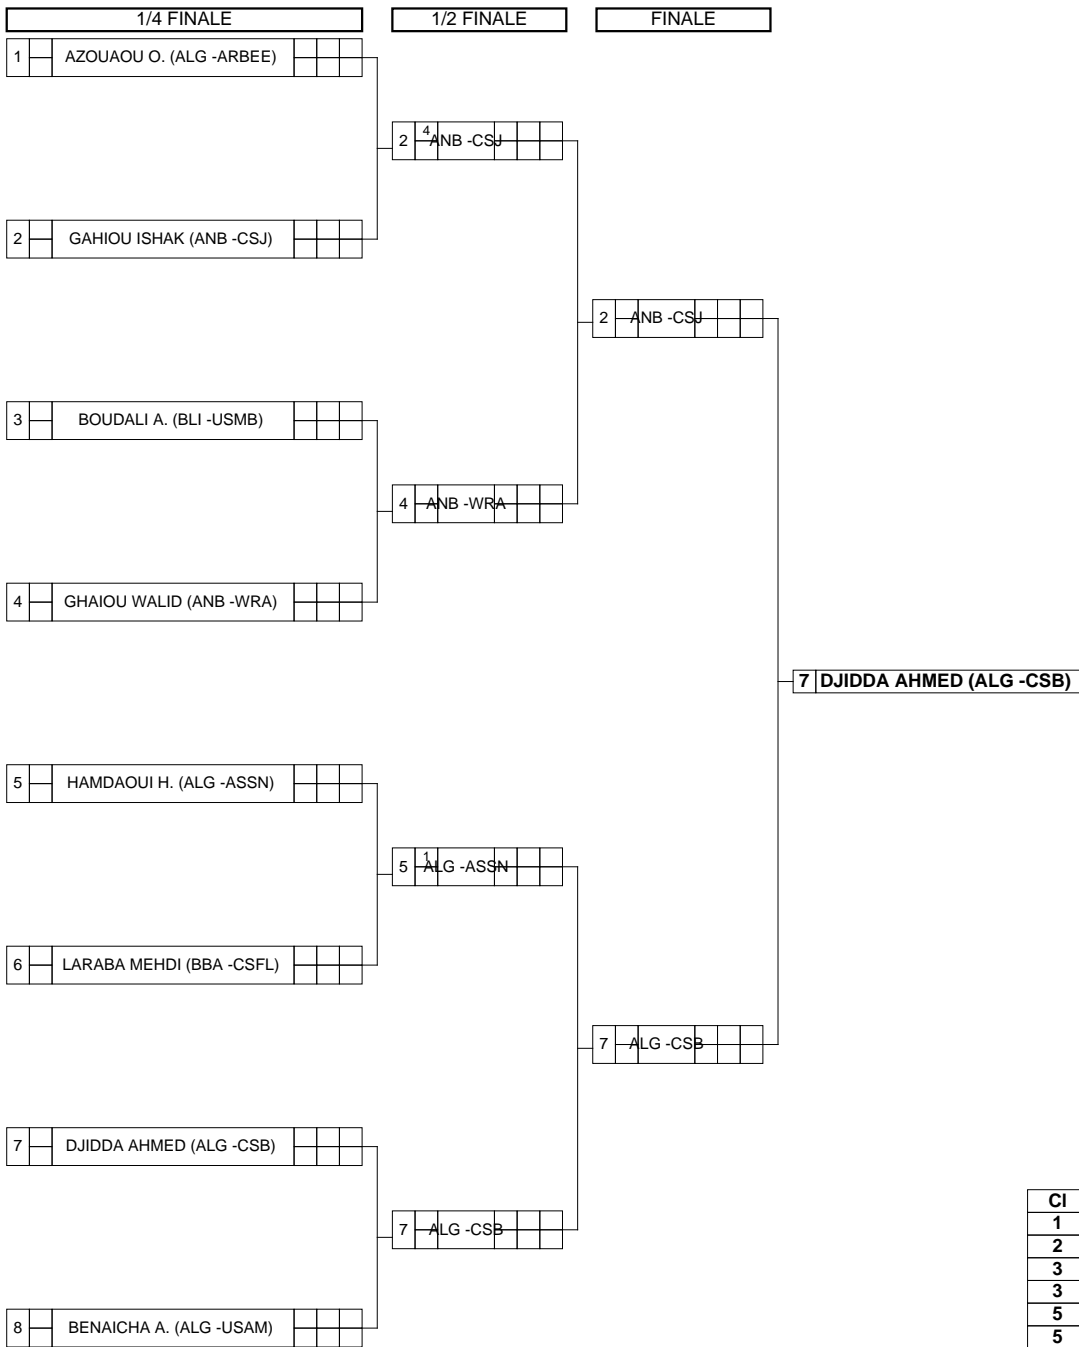 1/4 FINALE 1/2 FINALE FINALE
1 AZOUAOU O. (ALG -ARBEE)
2 4 ANB -CSJ
2 GAHIOU ISHAK (ANB -CSJ)
2 ANB -CSJ
3 BOUDALI A. (BLI -USMB)
4 ANB -WRA
4 GHAIOU WALID (ANB -WRA)
7 DJIDDA AHMED (ALG -CSB)
5 HAMDAOUI H. (ALG -ASSN)
5 1 ALG -ASSN
6 LARABA MEHDI (BBA -CSFL)
7 ALG -CSB
7 DJIDDA AHMED (ALG -CSB)
7 ALG -CSB
8 BENAICHA A. (ALG -USAM)
Cl
1
2
3
3
5
5